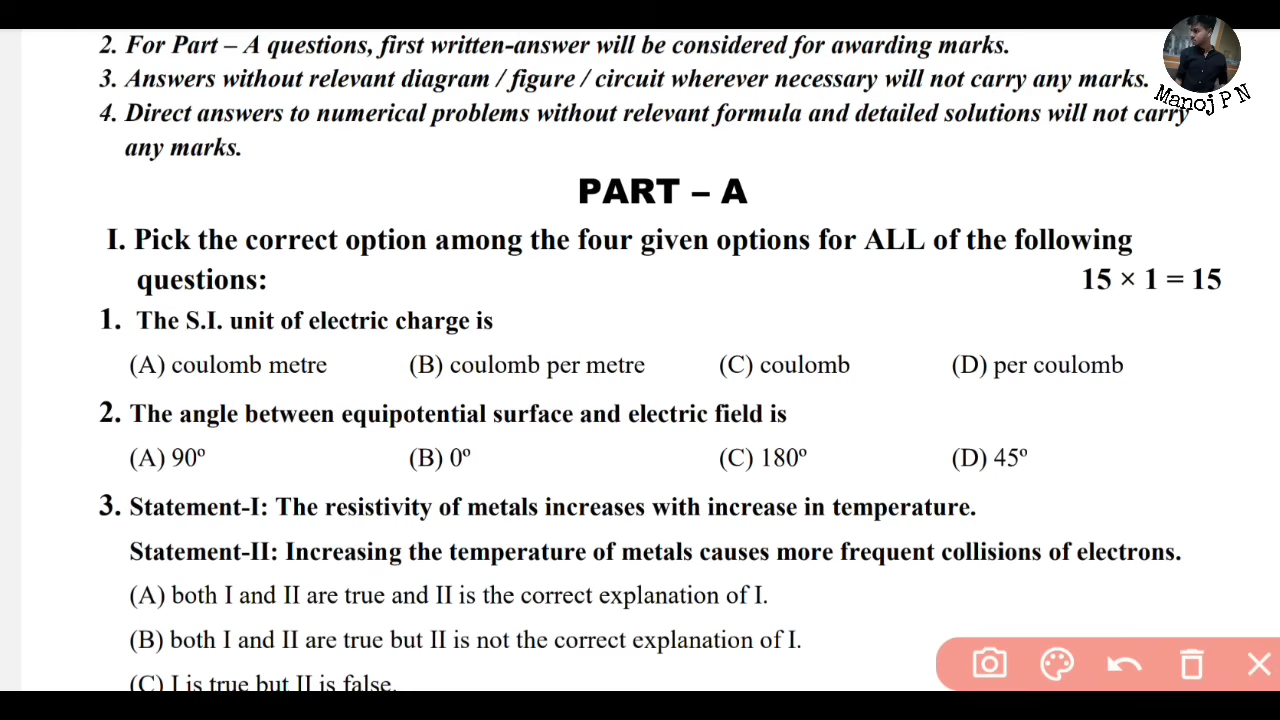 2. For Part – A questions, first written-answer will be considered for awarding marks.
3. Answers without relevant diagram / figure / circuit wherever necessary will not carry any marks.
Manoj P N
4. Direct answers to numerical problems without relevant formula and detailed solutions will not carry
any marks.
PART – A
I. Pick the correct option among the four given options for ALL of the following
questions: 15 × 1 = 15
1. The S.I. unit of electric charge is
(A) coulomb metre (B) coulomb per metre (C) coulomb (D) per coulomb
2. The angle between equipotential surface and electric field is
(A) 90º (B) 0º (C) 180º (D) 45º
3. Statement-I: The resistivity of metals increases with increase in temperature.
Statement-II: Increasing the temperature of metals causes more frequent collisions of electrons.
(A) both I and II are true and II is the correct explanation of I.
(B) both I and II are true but II is not the correct explanation of I.
(C) I is true but II is false.